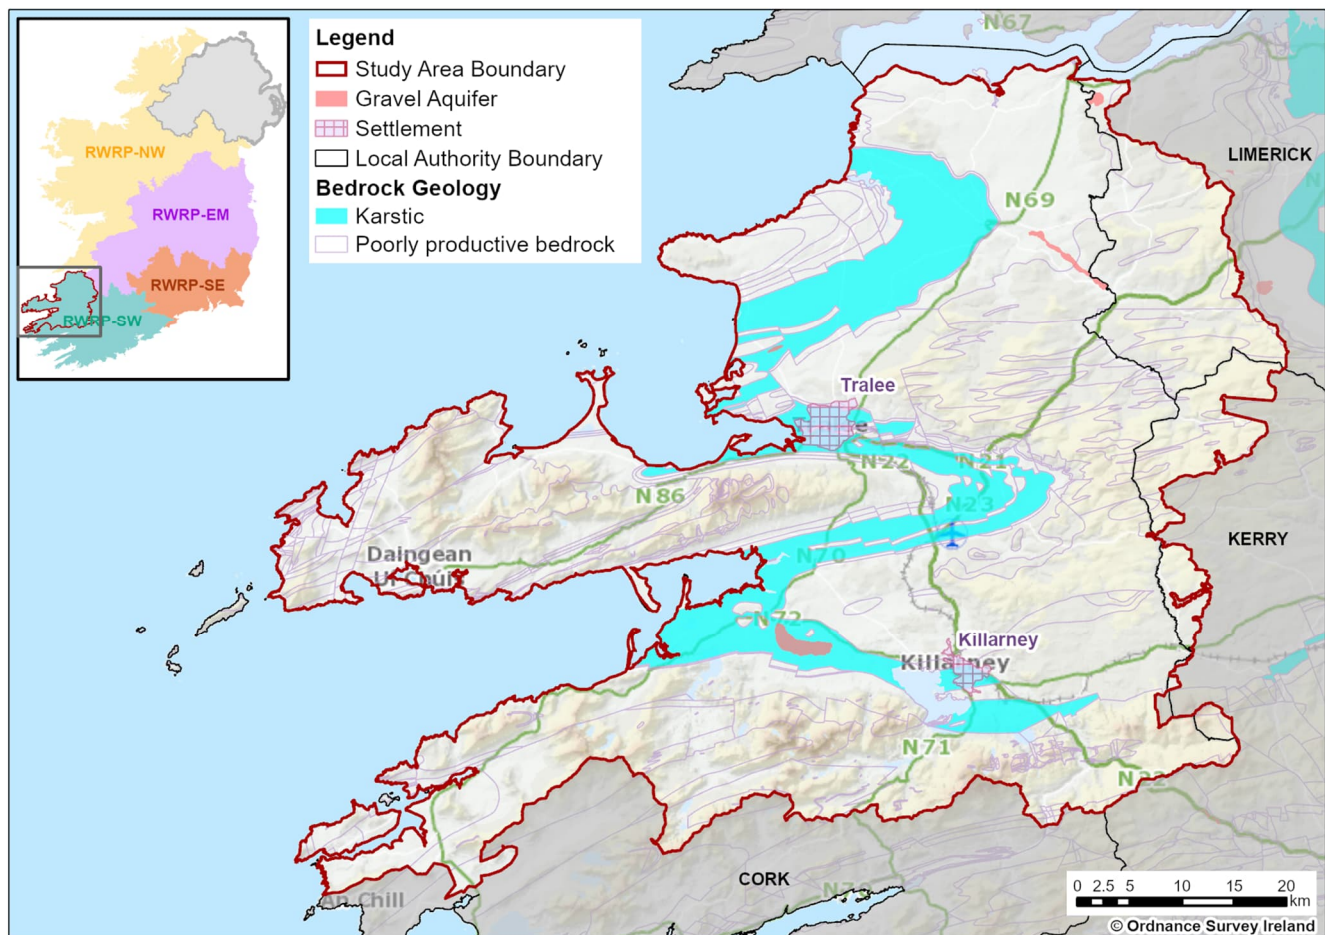 RWRP-NW
RWRP-EM
RWRP-SE
RWRP-SW
Legend
Study Area Boundary
Gravel Aquifer
Settlement
Local Authority Boundary
Bedrock Geology
Karstic
Poorly productive bedrock
N67
LIMERICK
N
N69
Tralee
N22
N21
N86
N23
Daingean
Uí Chúis
N70
KERRY
N72
Killarney
Killarney
N71
N22
CORK
An Chill
0 2.5 5 10 15 20
km
© Ordnance Survey Ireland